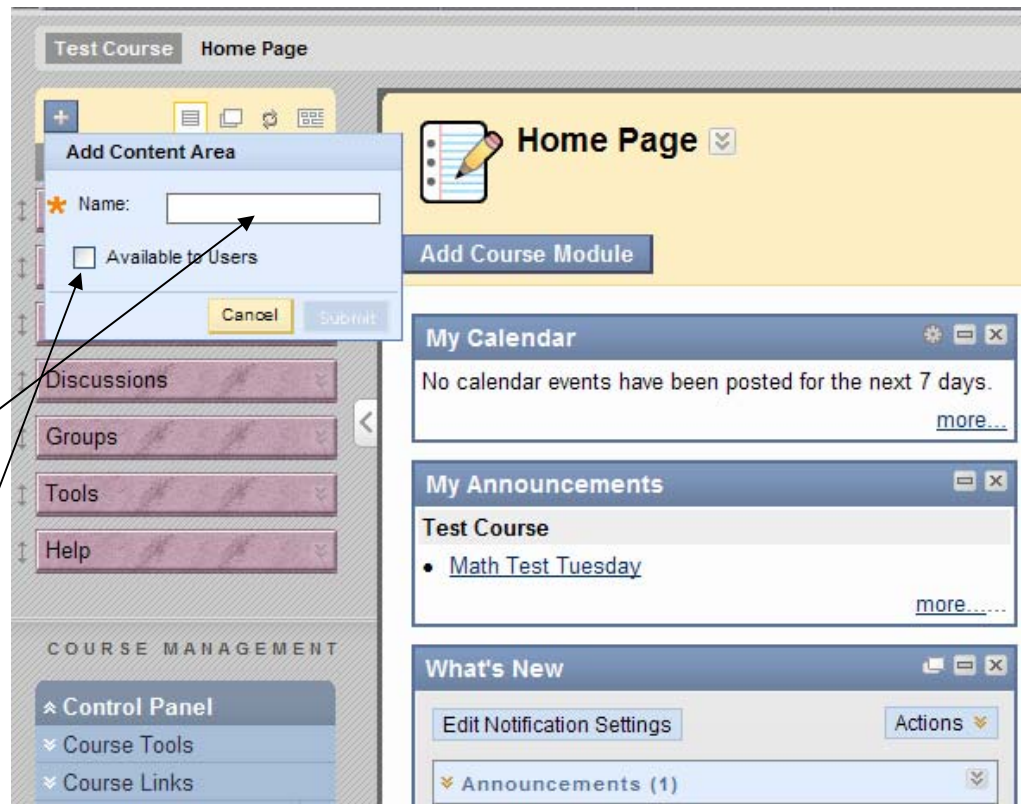 Test Course Home Page
Add Content Area
Name:
Available to Users
Cancel Submit
Discussions
Groups
Tools
Help
COURSE MANAGEMENT
Control Panel
Course Tools
Course Links
Home Page
Add Course Module
My Calendar
No calendar events have been posted for the next 7 days.
more...
My Announcements
Test Course
• Math Test Tuesday
more......
What's New
Edit Notification Settings Actions
Announcements (1)